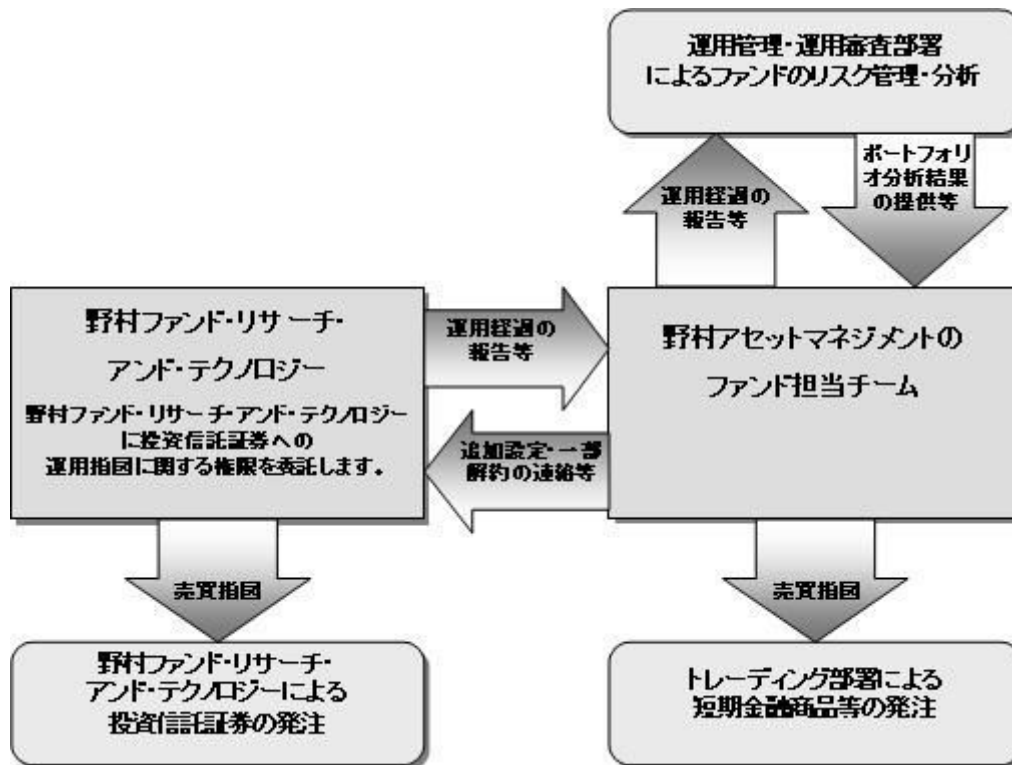 運用管理・運用審査部署
によるファンドのリスク管理・分析
運用経過の
報告等
ポートフォリ
オ分析結果
の提供等
野村ファンド・リサーチ・
アンド・テクノロジー
野村ファンド・リサーチ・アンド・テクノロジー
に投資信託証券への
運用指図に関する権限を委託します。
運用経過の
報告等
追加設定・一部
解約の連絡等
野村アセットマネジメントの
ファンド担当チーム
売買指図
売買指図
野村ファンド・リサーチ・
アンド・テクノロジーによる
投資信託証券の発注
トレーディング部署による
短期金融商品等の発注